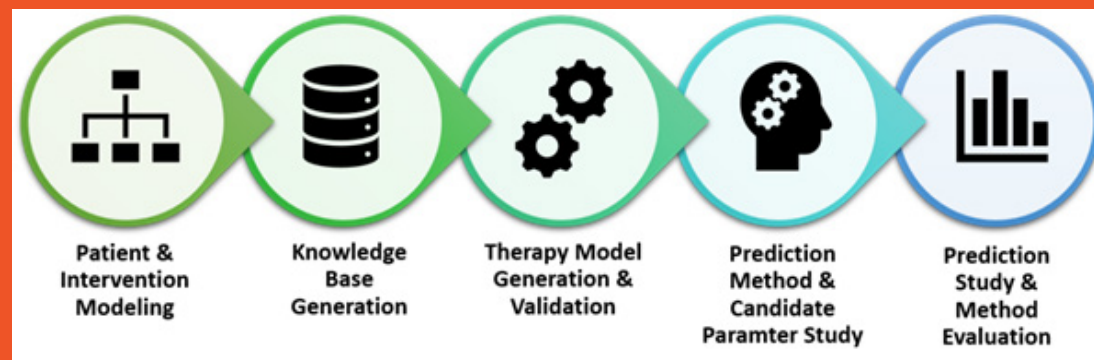 Patient &
Intervention
Modeling
Knowledge
Base
Generation
Therapy Model
Generation &
Validation
Prediction
Method &
Candidate
Paramter Study
Prediction
Study &
Method
Evaluation